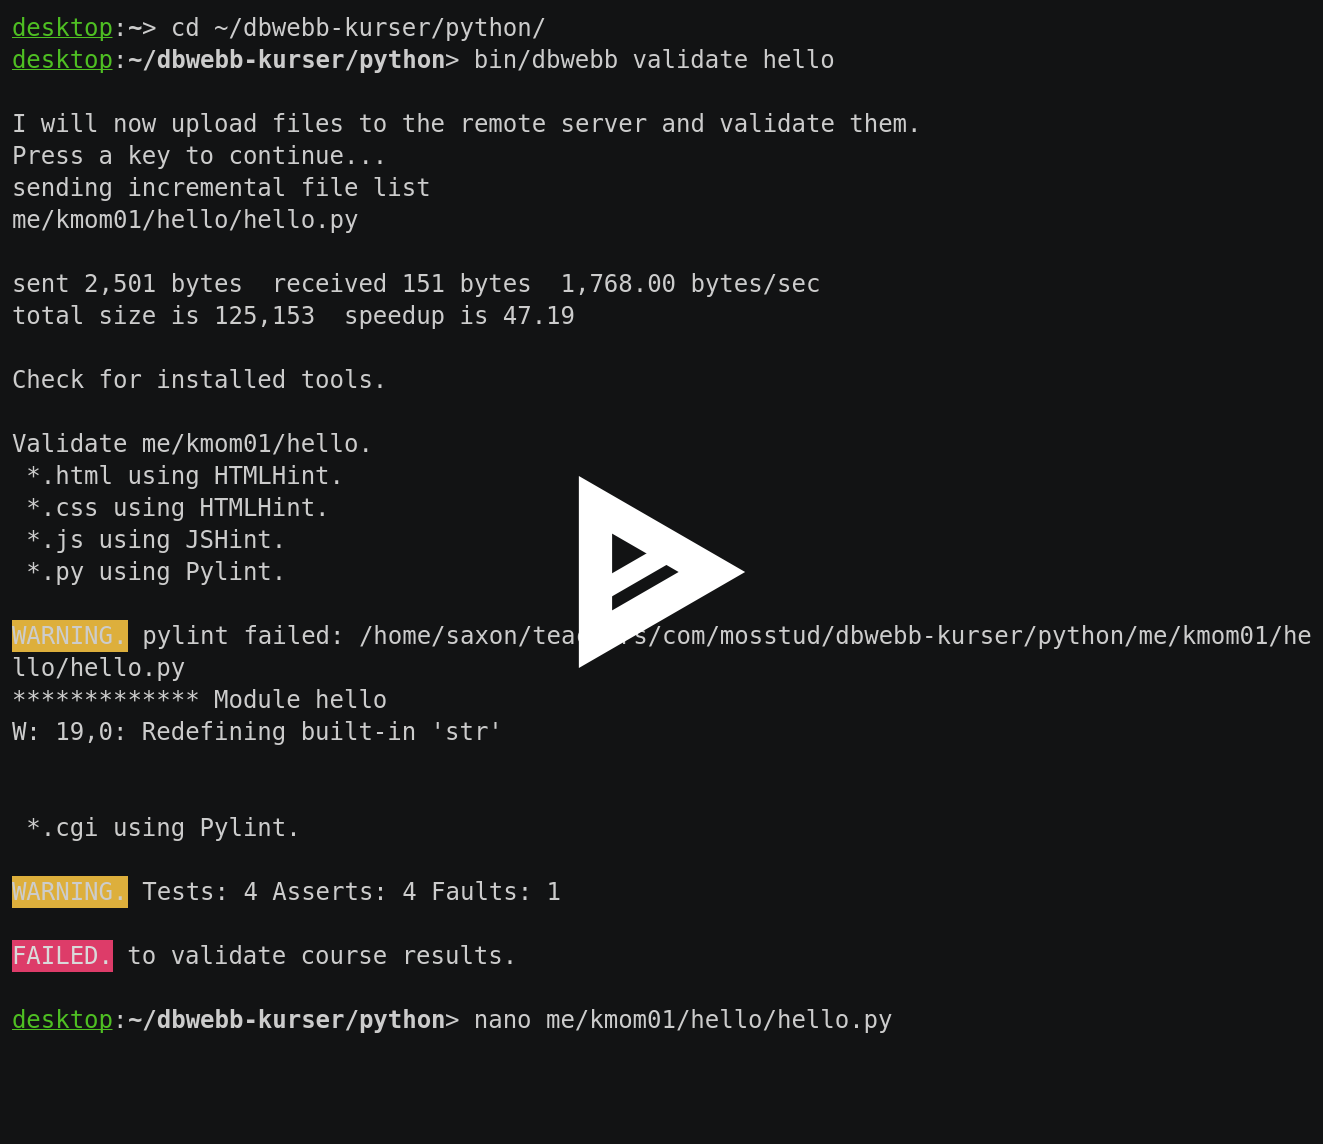 desktop:~> cd ~/dbwebb-kurser/python/
desktop:~/dbwebb-kurser/python> bin/dbwebb validate hello
I will now upload files to the remote server and validate them.
Press a key to continue...
sending incremental file list
me/kmom01/hello/hello.py
sent 2,501 bytes  received 151 bytes  1,768.00 bytes/sec
total size is 125,153  speedup is 47.19
Check for installed tools.
Validate me/kmom01/hello.
 *.html using HTMLHint.
 *.css using HTMLHint.
 *.js using JSHint.
 *.py using Pylint.
WARNING. pylint failed: /home/saxon/teachers/com/mosstud/dbwebb-kurser/python/me/kmom01/he
llo/hello.py
************* Module hello
W: 19,0: Redefining built-in 'str'
 *.cgi using Pylint.
WARNING. Tests: 4 Asserts: 4 Faults: 1
FAILED. to validate course results.
desktop:~/dbwebb-kurser/python> nano me/kmom01/hello/hello.py